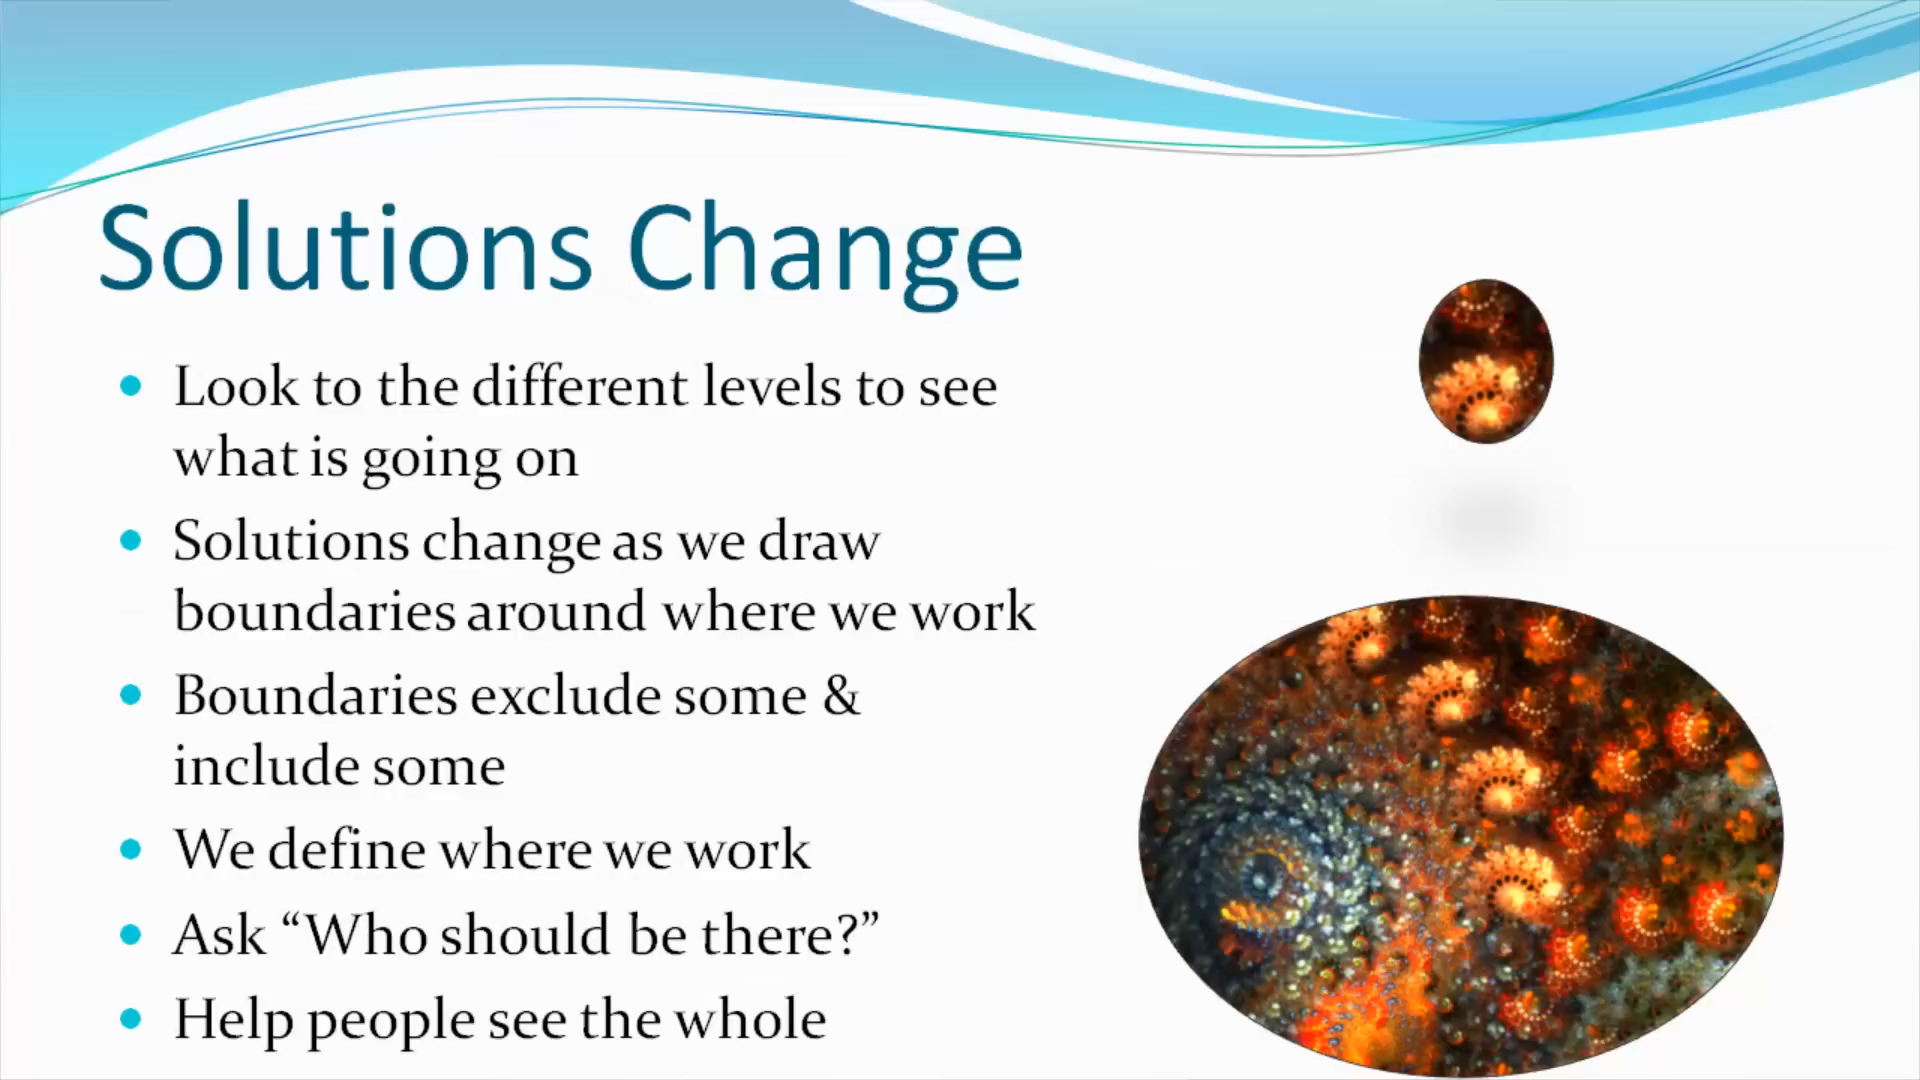 Solutions Change
Look to the different levels to see
what is going on
Solutions change as we draw
boundaries around where we work
Boundaries exclude some &
include some
We define where we work
Ask “Who should be there?”
Help people see the whole